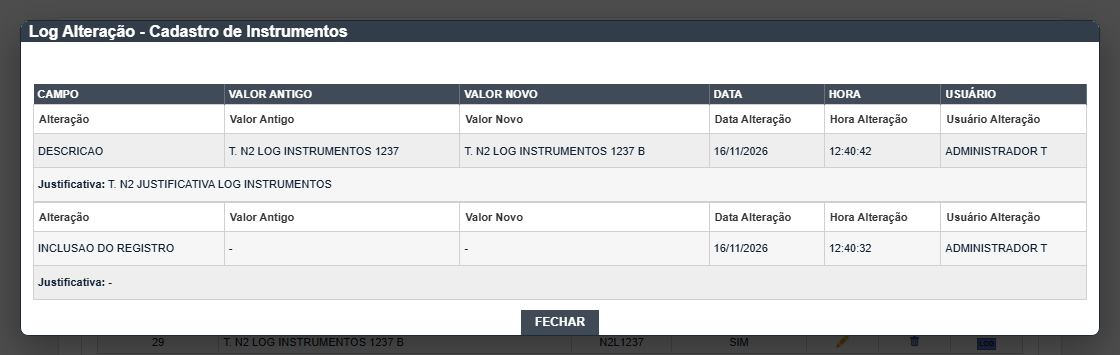 Log Alteração - Cadastro de Instrumentos
CAMPO VALOR ANTIGO VALOR NOVO DATA HORA USUÁRIO
Alteração Valor Antigo Valor Novo Data Alteração Hora Alteração Usuário Alteração
DESCRICAO T. N2 LOG INSTRUMENTOS 1237 T. N2 LOG INSTRUMENTOS 1237 B 16/11/2026 12:40:42 ADMINISTRADOR T
Justificativa: T. N2 JUSTIFICATIVA LOG INSTRUMENTOS
Alteração Valor Antigo Valor Novo Data Alteração Hora Alteração Usuário Alteração
INCLUSAO DO REGISTRO - - 16/11/2026 12:40:32 ADMINISTRADOR T
Justificativa: -
FECHAR
29 T. N2 LOG INSTRUMENTOS 1237 B N2L1237 SIM LOG